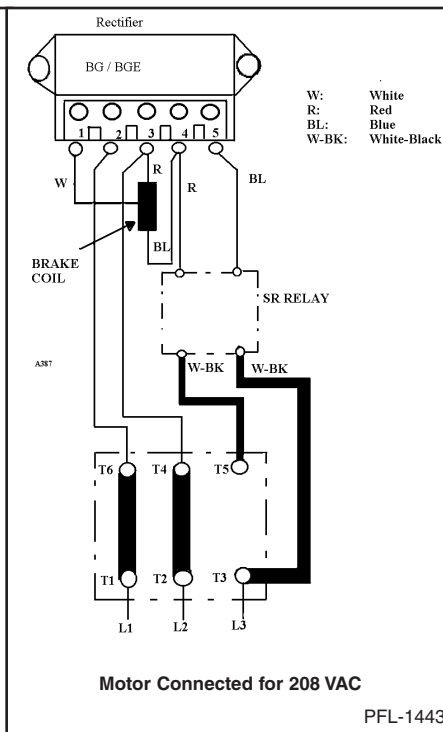 Rectifier
BG / BGE
W: White
R: Red
BL: Blue
W-BK: White-Black
1 2 3 4 5
W
R
R
BL
BL
BRAKE
COIL
SR RELAY
A387
W-BK W-BK
T6 T4 T5
T1 T2 T3
L1 L2 L3
Motor Connected for 208 VAC
PFL-1443